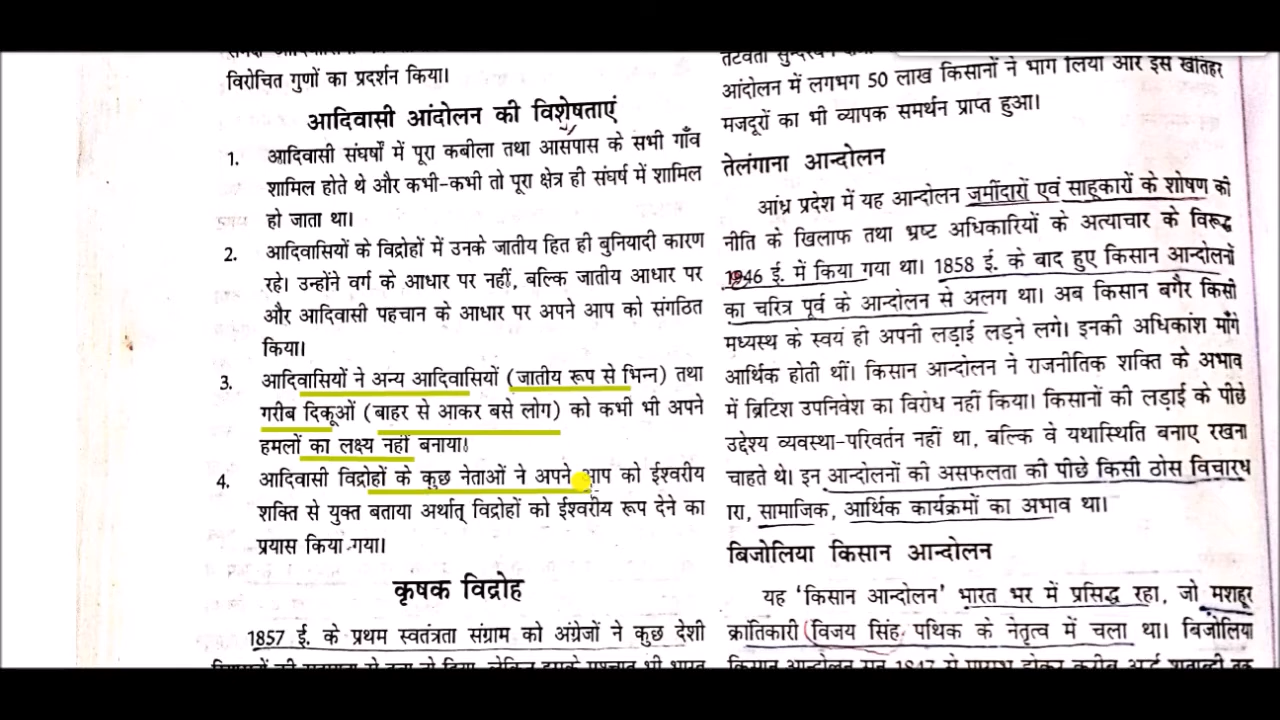 विरोचित गुणों का प्रदर्शन किया।
आदिवासी आंदोलन की विशेषताएं
1. आदिवासी संघर्षों में पूरा कबीला तथा आसपास के सभी गाँव
शामिल होते थे और कभी-कभी तो पूरा क्षेत्र ही संघर्ष में शामिल
हो जाता था।
2. आदिवासियों के विद्रोहों में उनके जातीय हित ही बुनियादी कारण
रहे। उन्होंने वर्ग के आधार पर नहीं, बल्कि जातीय आधार पर
और आदिवासी पहचान के आधार पर अपने आप को संगठित
किया।
3. आदिवासियों ने अन्य आदिवासियों (जातीय रूप से भिन्न) तथा
गरीब दिकूओं (बाहर से आकर बसे लोग) को कभी भी अपने
हमलों का लक्ष्य नहीं बनाया।
4. आदिवासी विद्रोहों के कुछ नेताओं ने अपने आप को ईश्वरीय
शक्ति से युक्त बताया अर्थात् विद्रोहों को ईश्वरीय रूप देने का
प्रयास किया गया।
कृषक विद्रोह
1857 ई. के प्रथम स्वतंत्रता संग्राम को अंग्रेजों ने कुछ देशी
आंदोलन में लगभग 50 लाख किसानों ने भाग लिया और इस खेतिहर
मजदूरों का भी व्यापक समर्थन प्राप्त हुआ।
तेलंगाना आन्दोलन
आंध्र प्रदेश में यह आन्दोलन जमींदारों एवं साहूकारों के शोषण की
नीति के खिलाफ तथा भ्रष्ट अधिकारियों के अत्याचार के विरूद्ध
1946 ई. में किया गया था। 1858 ई. के बाद हुए किसान आन्दोलनों
का चरित्र पूर्व के आन्दोलन से अलग था। अब किसान बगैर किसी
मध्यस्थ के स्वयं ही अपनी लड़ाई लड़ने लगे। इनकी अधिकांश माँगे
आर्थिक होती थीं। किसान आन्दोलन ने राजनीतिक शक्ति के अभाव
में ब्रिटिश उपनिवेश का विरोध नहीं किया। किसानों की लड़ाई के पीछे
उद्देश्य व्यवस्था-परिवर्तन नहीं था, बल्कि वे यथास्थिति बनाए रखना
चाहते थे। इन आन्दोलनों की असफलता की पीछे किसी ठोस विचारध
ारा, सामाजिक, आर्थिक कार्यक्रमों का अभाव था।
बिजोलिया किसान आन्दोलन
यह 'किसान आन्दोलन' भारत भर में प्रसिद्ध रहा, जो मशहूर
क्रांतिकारी विजय सिंह पथिक के नेतृत्व में चला था। बिजोलिया